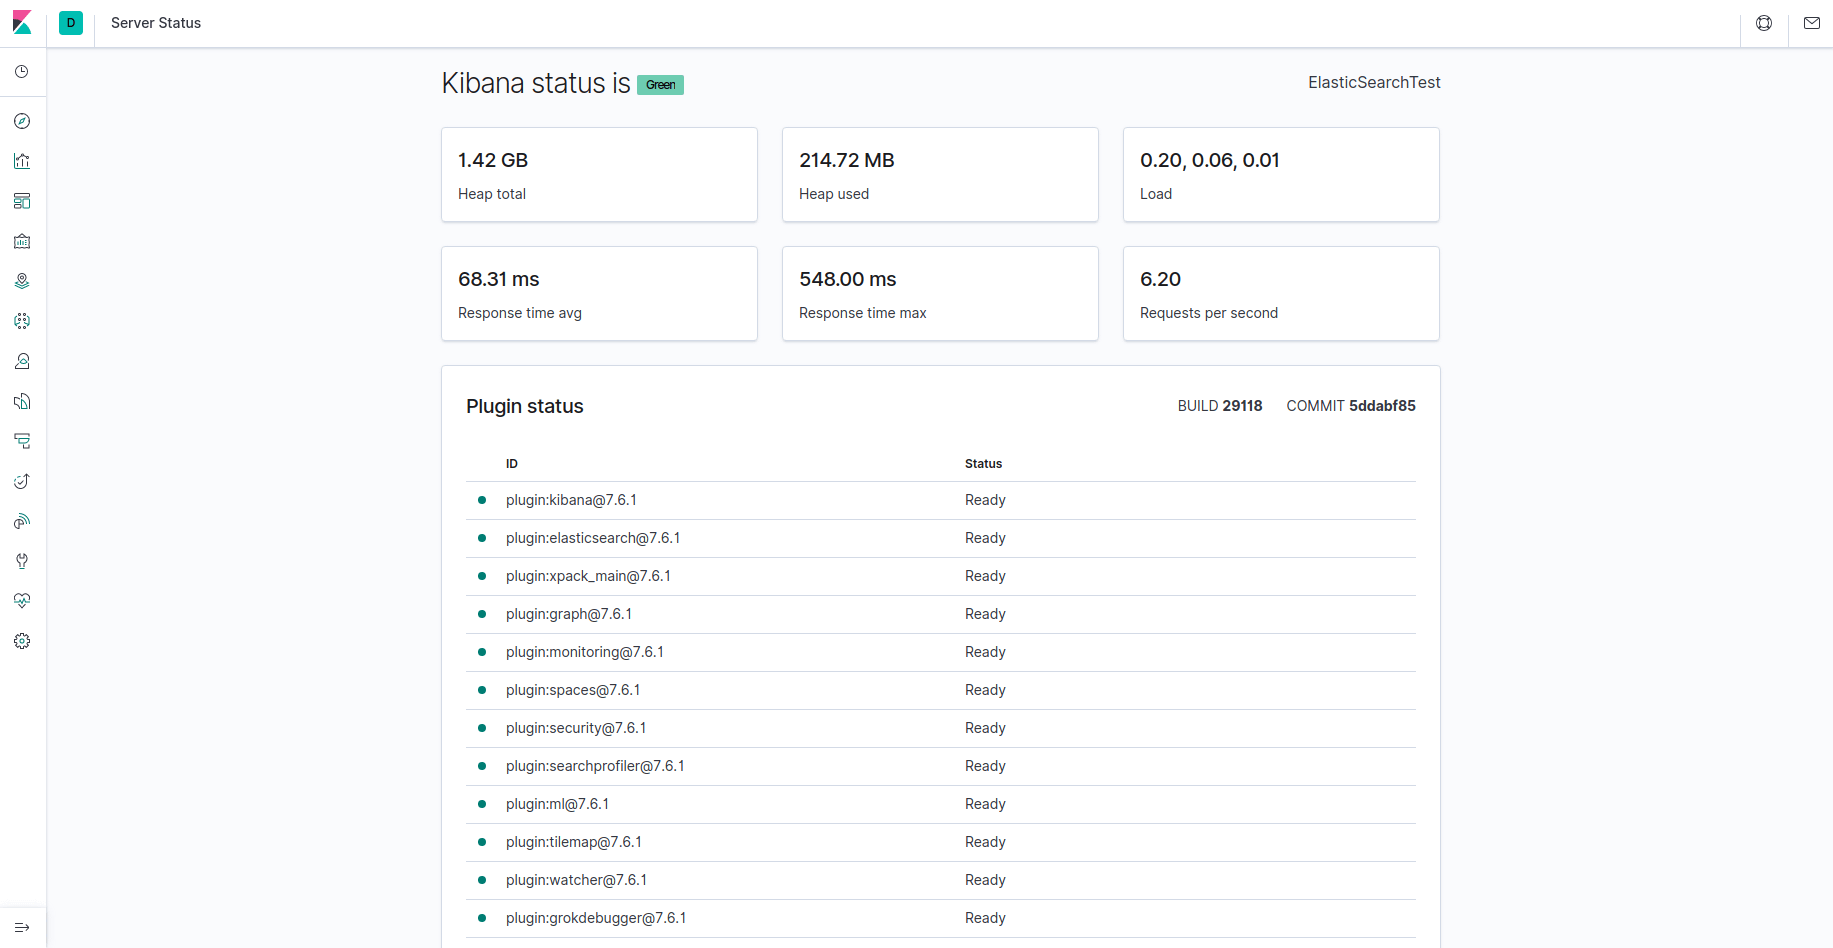 D Server Status
Kibana status is Green
ElasticSearchTest
1.42 GB
Heap total
214.72 MB
Heap used
0.20, 0.06, 0.01
Load
68.31 ms
Response time avg
548.00 ms
Response time max
6.20
Requests per second
Plugin status
BUILD 29118 COMMIT 5ddabf85
ID Status
plugin:kibana@7.6.1 Ready
plugin:elasticsearch@7.6.1 Ready
plugin:xpack_main@7.6.1 Ready
plugin:graph@7.6.1 Ready
plugin:monitoring@7.6.1 Ready
plugin:spaces@7.6.1 Ready
plugin:security@7.6.1 Ready
plugin:searchprofiler@7.6.1 Ready
plugin:ml@7.6.1 Ready
plugin:tilemap@7.6.1 Ready
plugin:watcher@7.6.1 Ready
plugin:grokdebugger@7.6.1 Ready